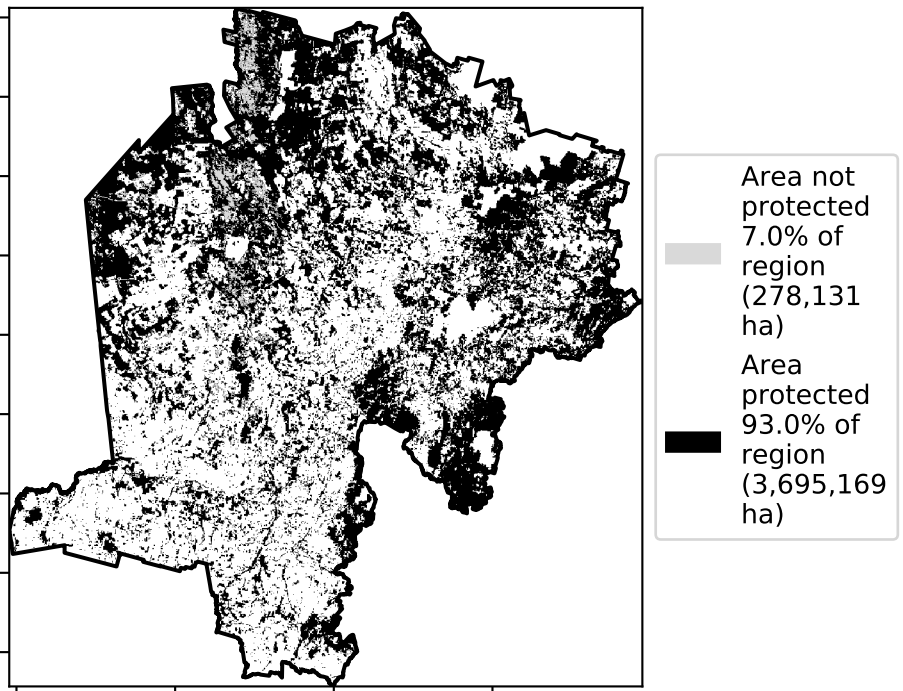 Area not
protected
7.0% of
region
(278,131
ha)
Area
protected
93.0% of
region
(3,695,169
ha)